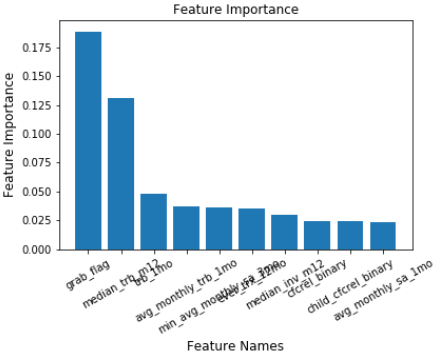 Feature Importance
Feature Importance
0.175
0.150
0.125
0.100
0.075
0.050
0.025
0.000
grab_flag
median_trb_m12
trb_1mo
avg_monthly_trb_1mo
min_avg_monthly_sa_3mo
median_inv_m12
cfcrel_binary
child_cfcrel_binary
avg_monthly_sa_1mo
Feature Names